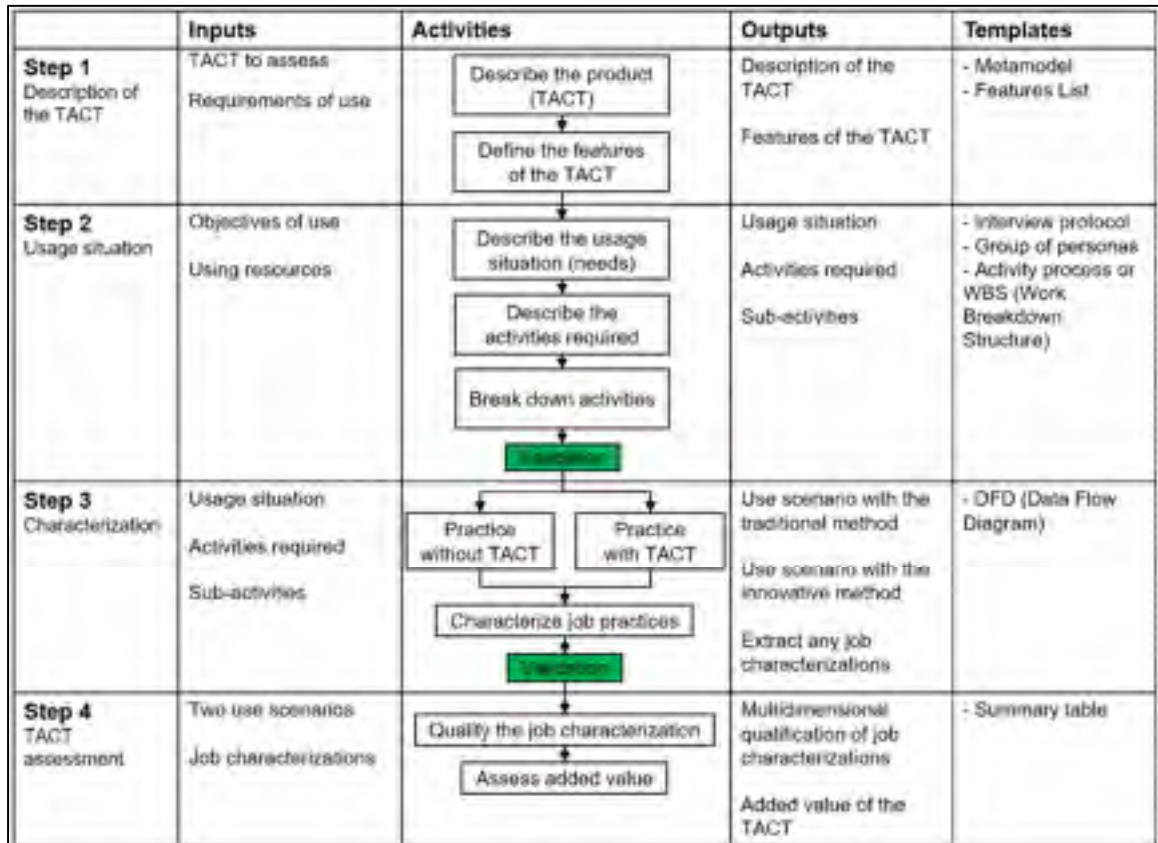 Inputs
Activities
Outputs
Templates
Step 1
Description of
the TACT
TACT to assess
Requirements of use
Describe the product
(TACT)
Define the features
of the TACT
Description of the
TACT
Features of the TACT
- Metamodel
- Features List
Step 2
Usage situation
Objectives of use
Using resources
Describe the usage
situation (needs)
Describe the
activities required
Break down activities
Validation
Usage situation
Activities required
Sub-activities
- Interview protocol
- Group of personas
- Activity process or
WBS (Work
Breakdown
Structure)
Step 3
Characterization
Usage situation
Activities required
Sub-activities
Practice
without TACT
Practice
with TACT
Characterize job practices
Validation
Use scenario with the
traditional method
Use scenario with the
innovative method
Extract any job
characterizations
- DFD (Data Flow
Diagram)
Step 4
TACT
assessment
Two use scenarios
Job characterizations
Qualify the job characterization
Assess added value
Multidimensional
qualification of job
characterizations
Added value of the
TACT
- Summary table